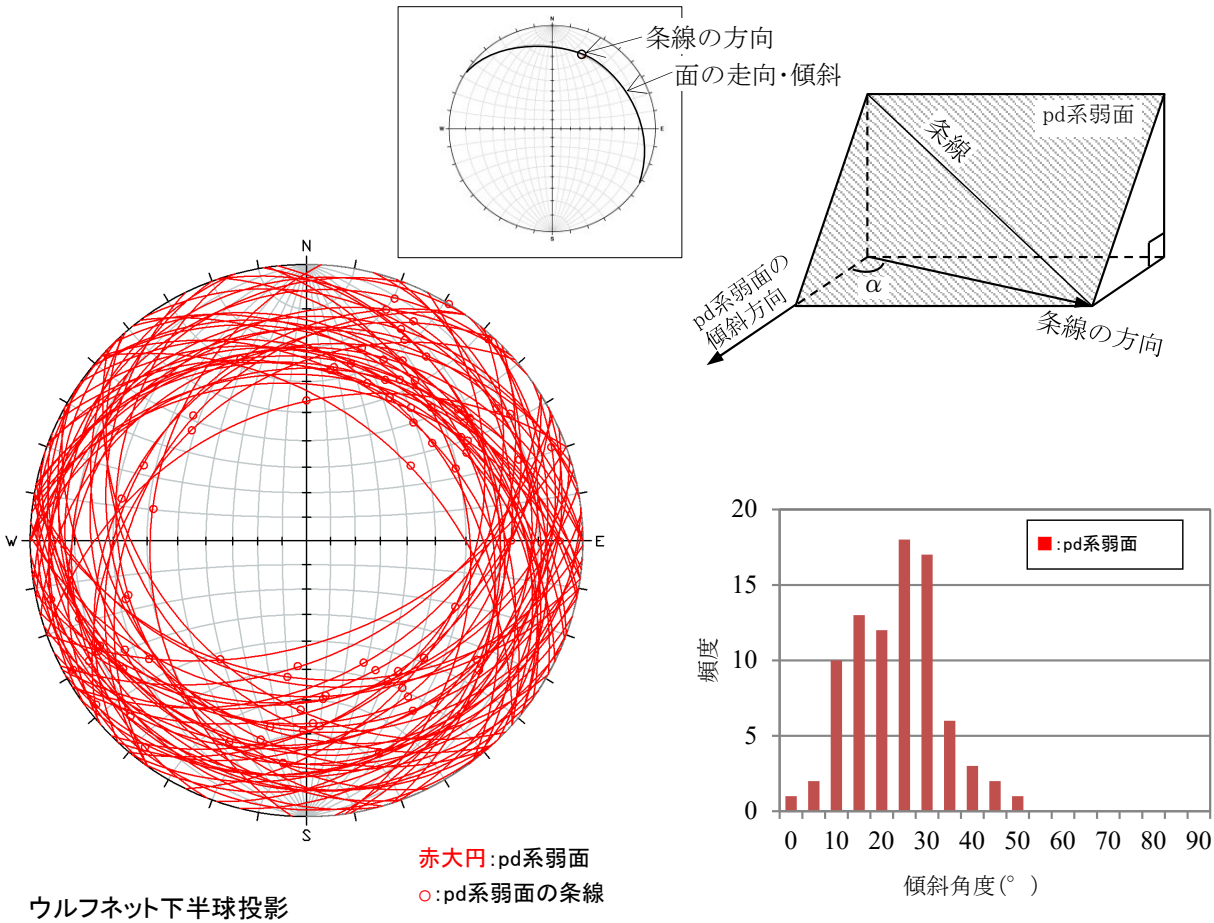 条線の方向
面の走向・傾斜
N
W
E
S
pd系弱面
条線
α
pd系弱面の
傾斜方向
条線の方向
N
W
E
S
赤大円:pd系弱面
○:pd系弱面の条線
ウルフネット下半球投影
■:pd系弱面
頻度
20
15
10
5
0
0 10 20 30 40 50 60 70 80 90
傾斜角度(°)